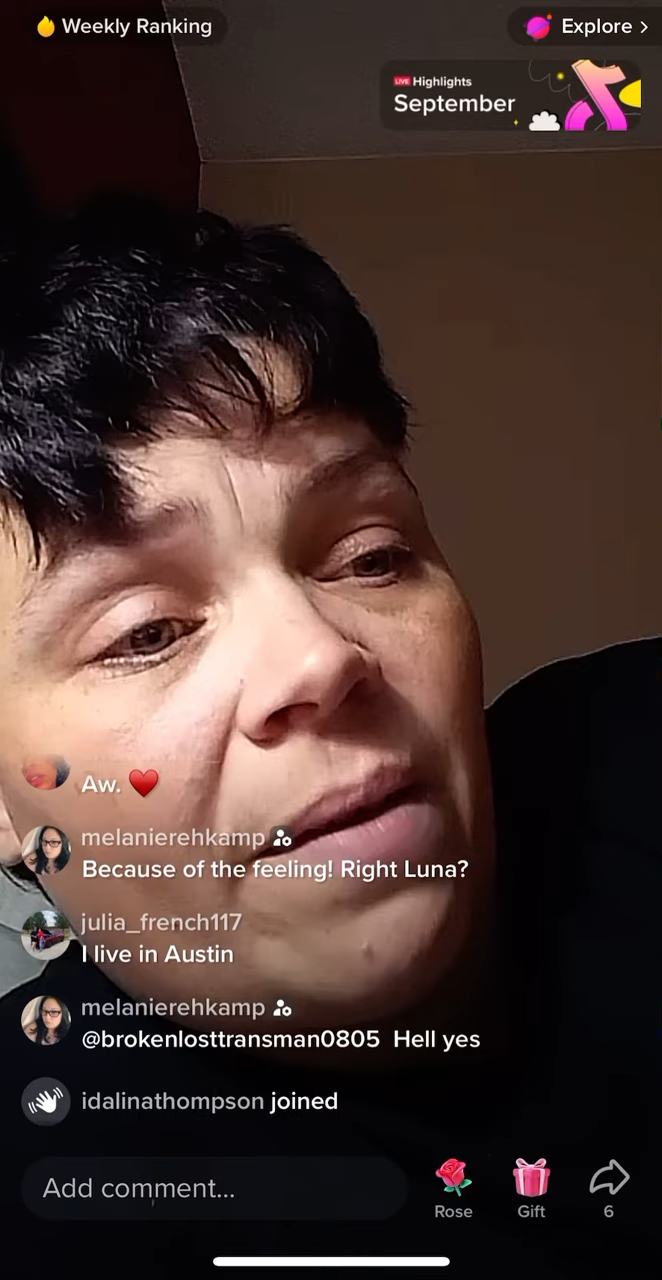 Weekly Ranking
Explore >
LIVE Highlights
September
Aw. ♥
melanierehkamp
Because of the feeling! Right Luna?
julia_french117
I live in Austin
melanierehkamp
@brokenlosttransman0805 Hell yes
idalinathompson joined
Add comment...
Rose
Gift
6